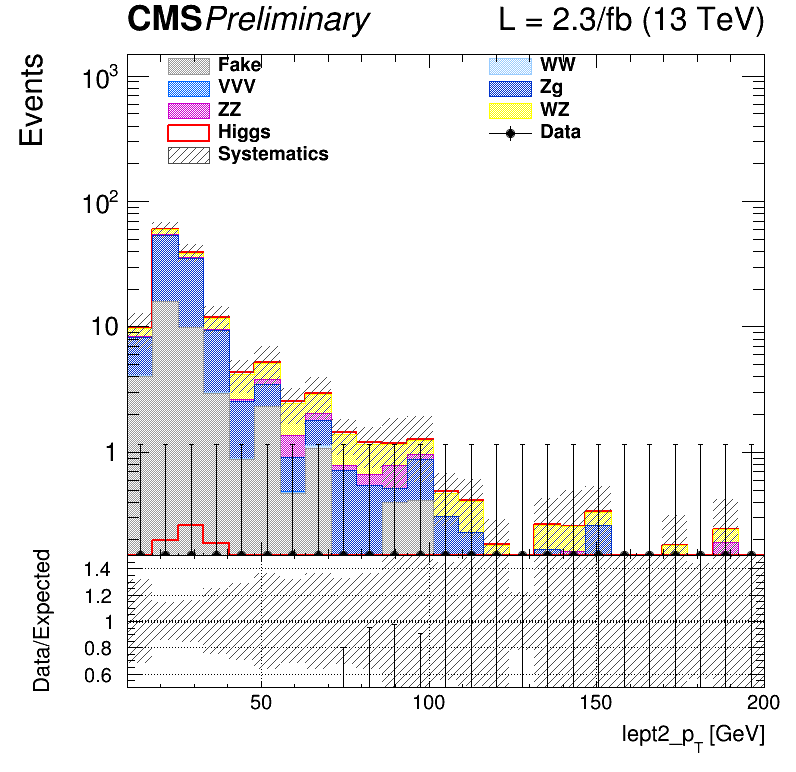 CMS Preliminary L = 2.3/fb (13 TeV)
Events
10³
10²
10
1
Fake
VVV
ZZ
Higgs
Systematics
WW
Zg
WZ
Data
Data/Expected
1.4
1.2
1
0.8
0.6
50 100 150 200
lept2_p_T [GeV]